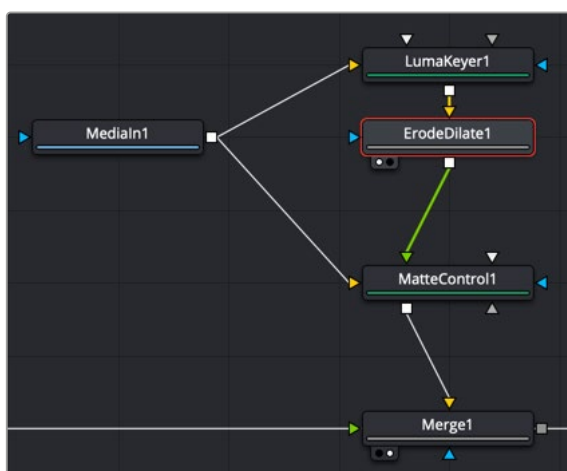 LumaKeyer1
MediaIn1
ErodeDilate1
MatteControl1
Merge1